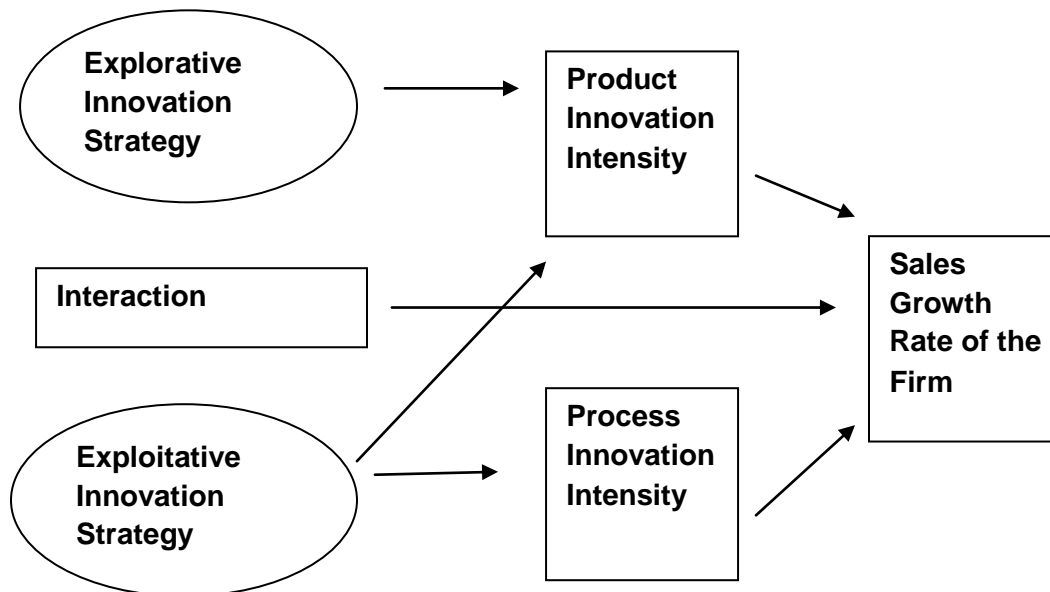 Explorative
Innovation
Strategy
Product
Innovation
Intensity
Interaction
Sales
Growth
Rate of the
Firm
Exploitative
Innovation
Strategy
Process
Innovation
Intensity